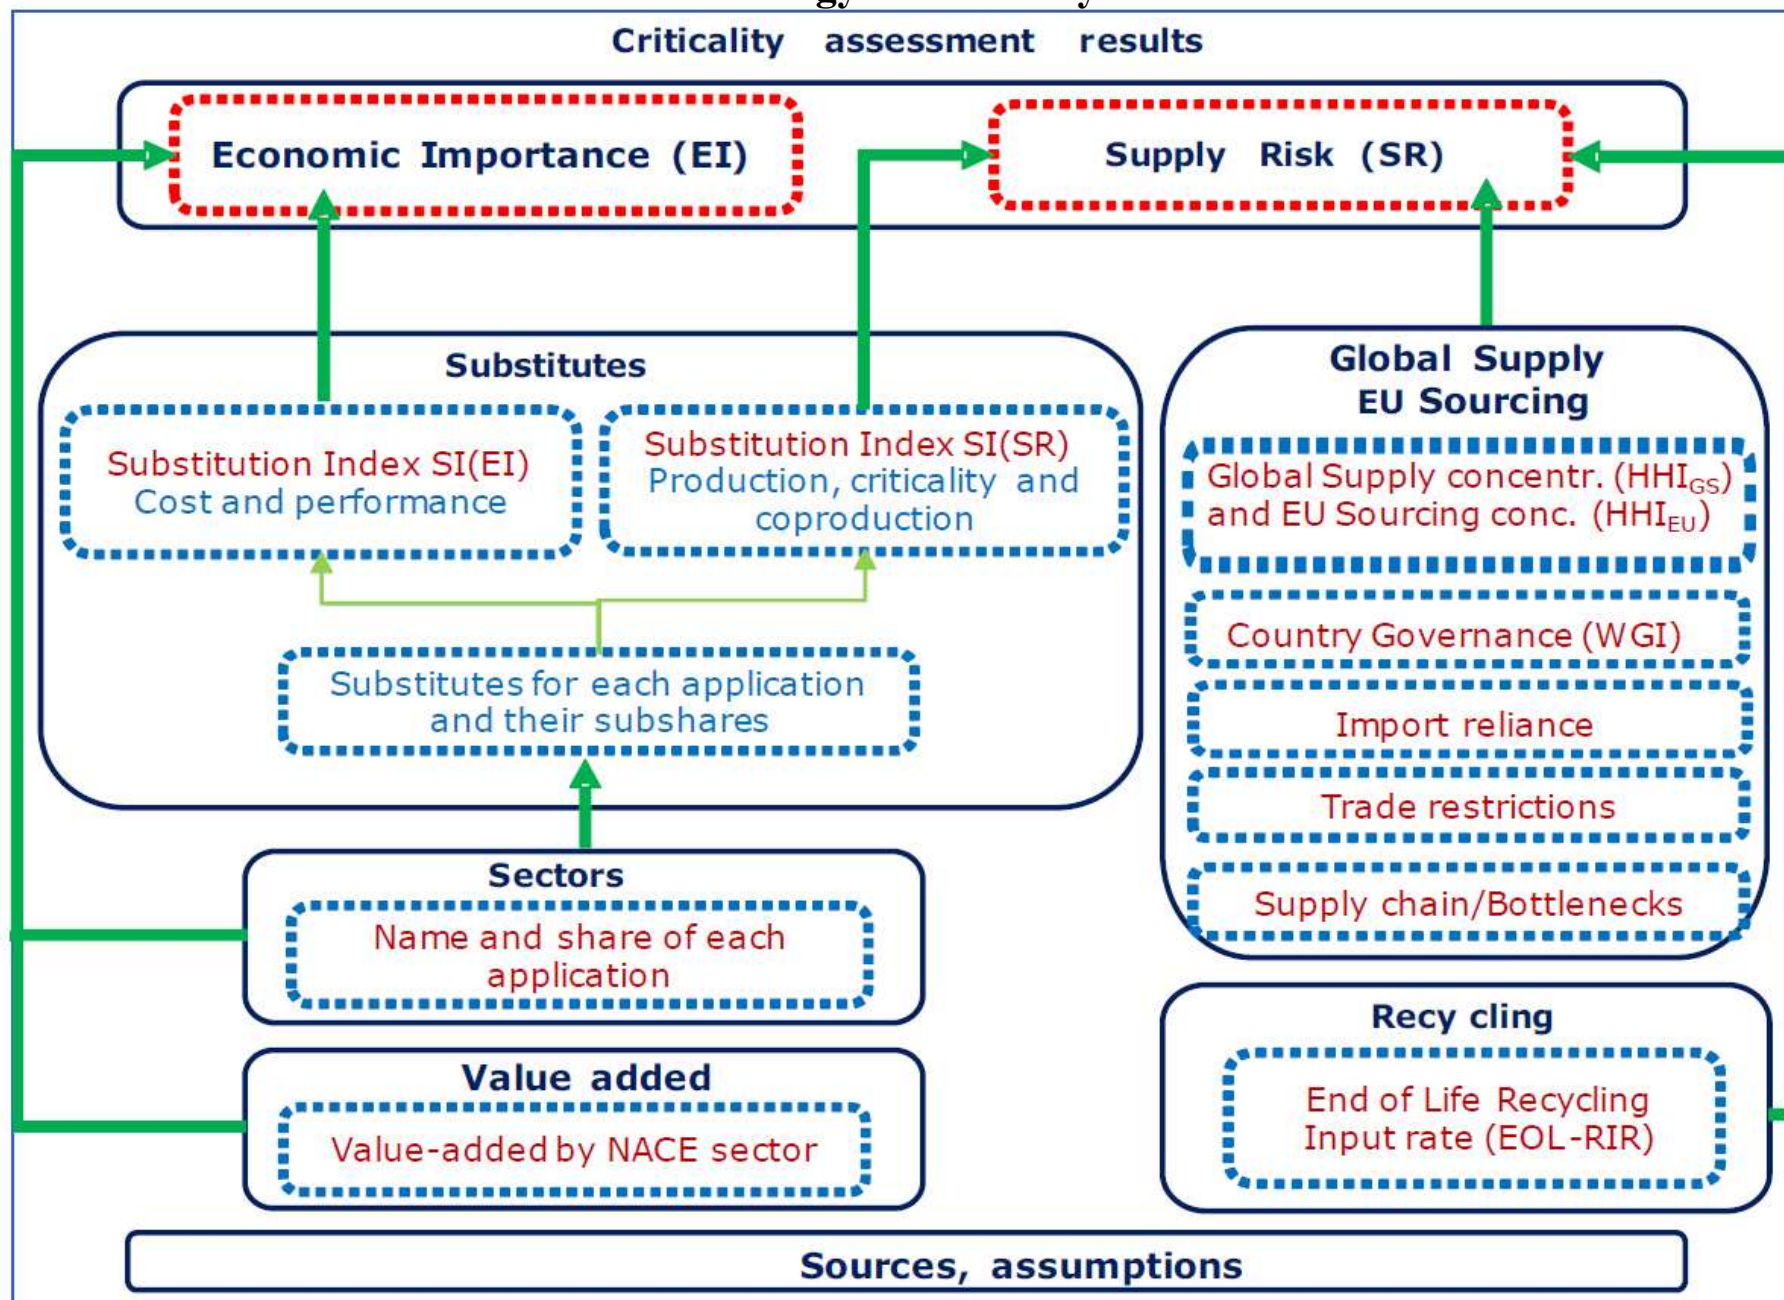 Criticality assessment results
Economic Importance (EI)
Supply Risk (SR)
Substitutes
Substitution Index SI(EI)
Cost and performance
Substitution Index SI(SR)
Production, criticality and
coproduction
Substitutes for each application
and their subshares
Sectors
Name and share of each
application
Value added
Value-added by NACE sector
Global Supply
EU Sourcing
Global Supply concentr. (HHIGS)
and EU Sourcing conc. (HHIEU)
Country Governance (WGI)
Import reliance
Trade restrictions
Supply chain/Bottlenecks
Recy cling
End of Life Recycling
Input rate (EOL-RIR)
Sources, assumptions